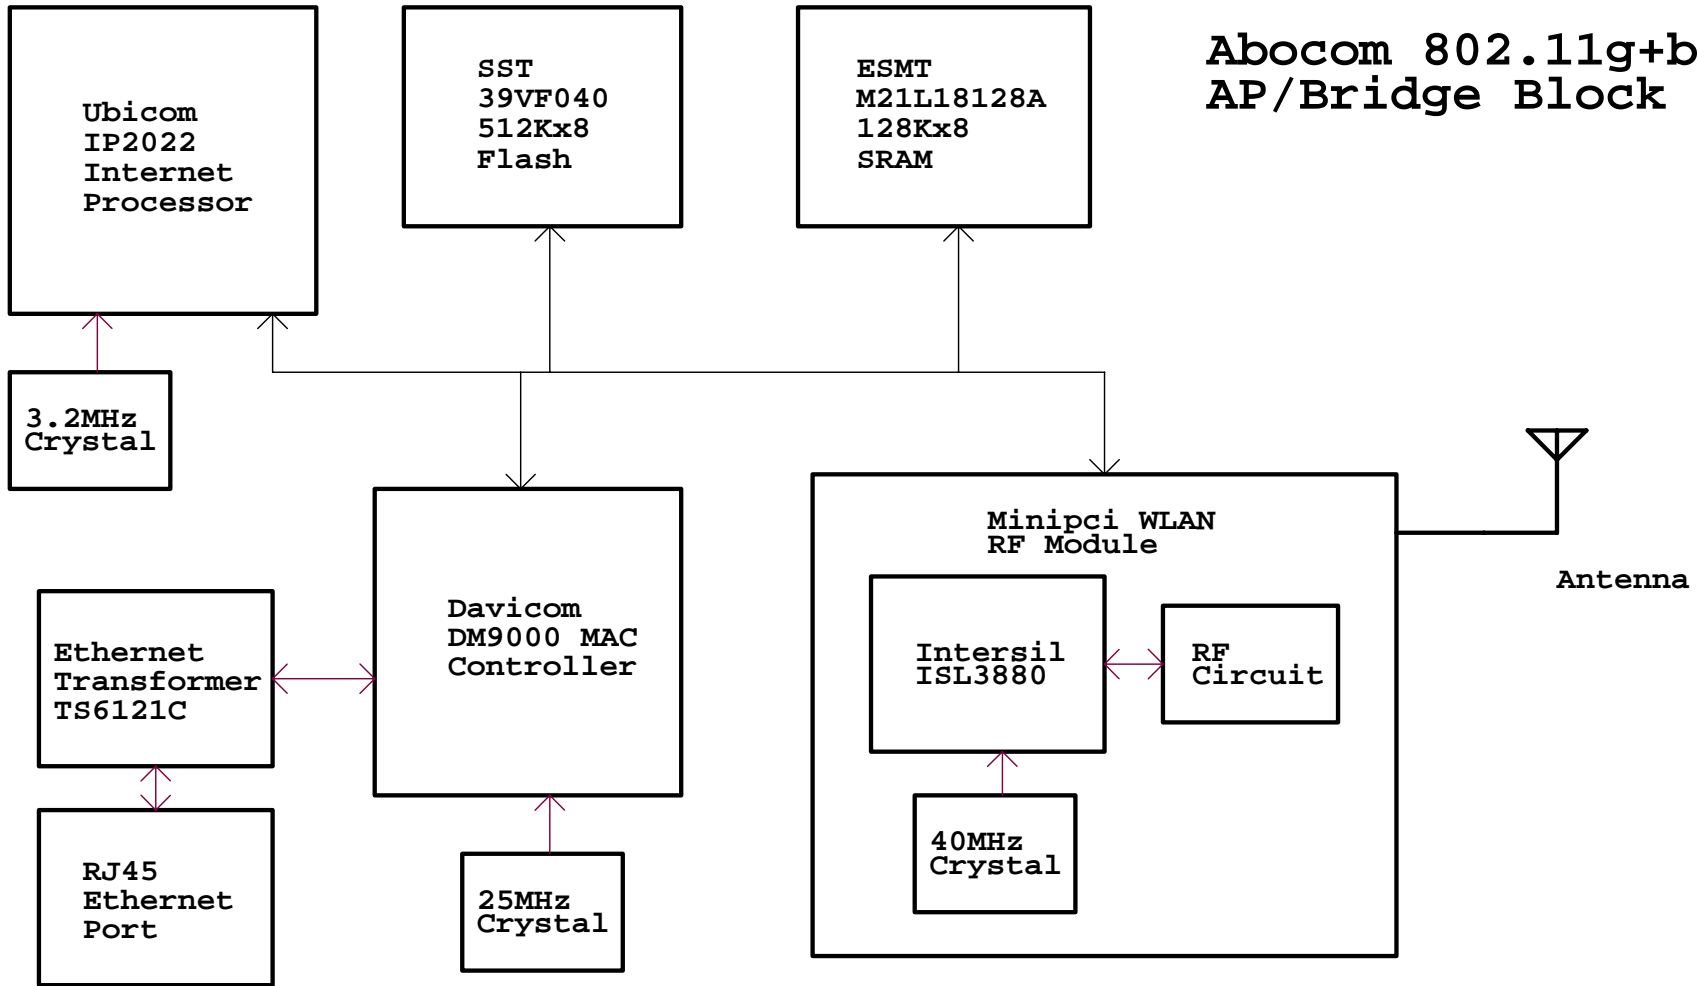 Abocom 802.11g+b
AP/Bridge Block
Ubicom
IP2022
Internet
Processor
SST
39VF040
512Kx8
Flash
ESMT
M21L18128A
128Kx8
SRAM
3.2MHz
Crystal
Minipci WLAN
RF Module
Antenna
Ethernet
Transformer
TS6121C
Davicom
DM9000 MAC
Controller
Intersil
ISL3880
RF
Circuit
RJ45
Ethernet
Port
25MHz
Crystal
40MHz
Crystal